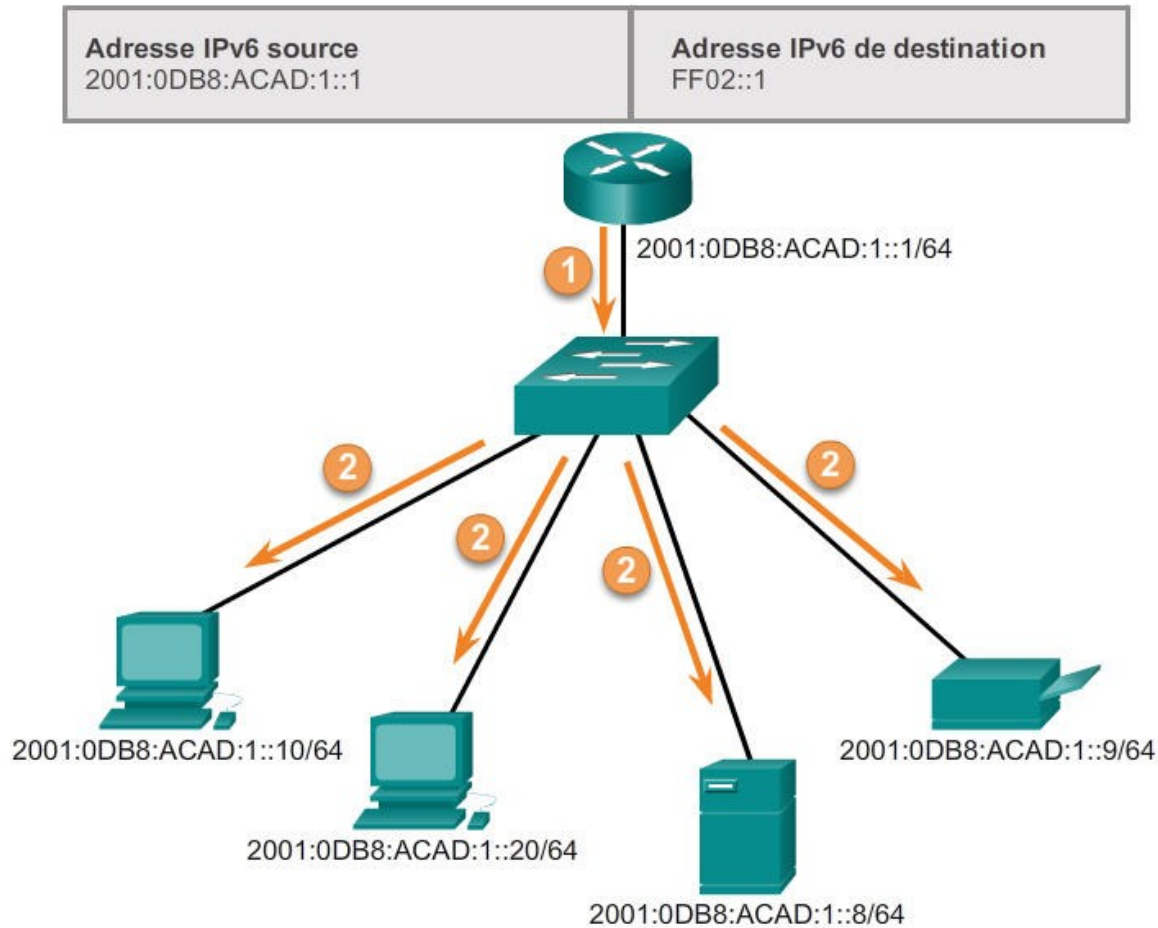 Adresse IPv6 source
2001:0DB8:ACAD:1::1
Adresse IPv6 de destination
FF02::1
2001:0DB8:ACAD:1::1/64
1
2
2
2
2
2001:0DB8:ACAD:1::10/64
2001:0DB8:ACAD:1::20/64
2001:0DB8:ACAD:1::8/64
2001:0DB8:ACAD:1::9/64